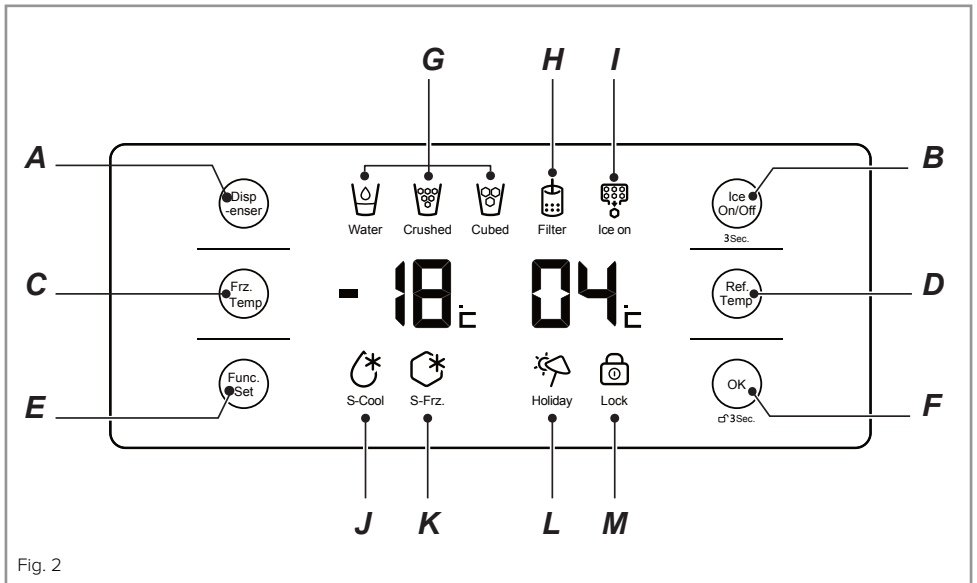 G H I
A B
Disp
-enser
Water Crushed Cubed Filter Ice on
Ice
On/Off
3Sec.
C D
Frz.
Temp
-18°C 04°C
Ref.
Temp
E F
Func.
Set
S-Cool S-Frz. Holiday Lock
OK
3Sec.
J K L M
Fig. 2